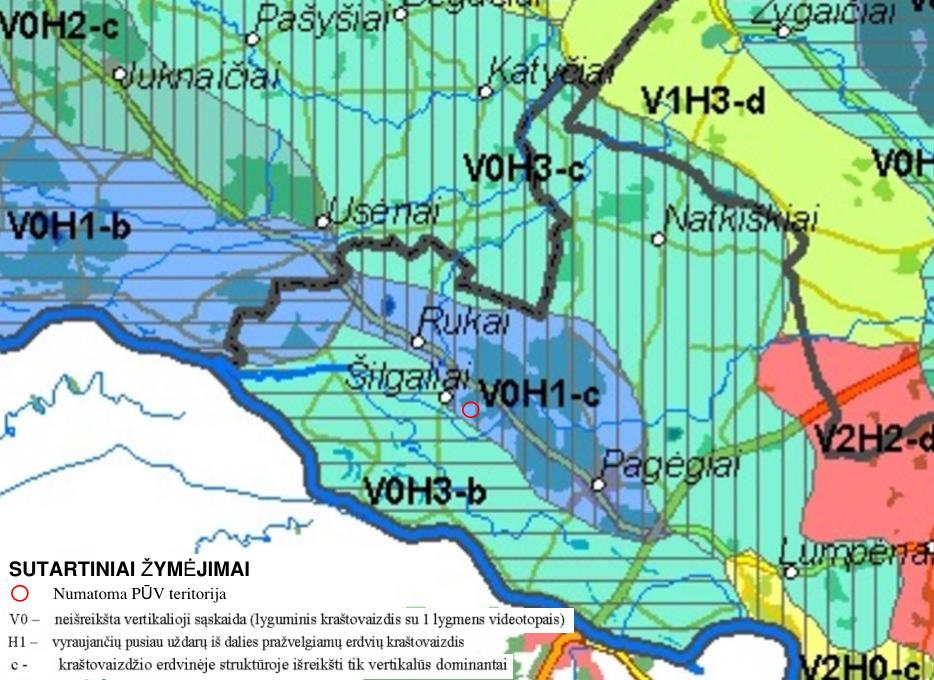 Žygaičiai
V0H2-c
Pašyšiai
Juknaičiai
Katyčiai
V1H3-d
V0H3-c
V0H
Usėnai
Natkiškiai
V0H1-b
Rukai
Šilgaliai
V0H1-c
V2H2-d
Pagėgiai
V0H3-b
Lumpėnai
V2H0-c
SUTARTINIAI ŽYMĖJIMAI
Numatoma PŪV teritorija
V0 – neišreikšta vertikalioji sąskaida (lyguminis kraštovaizdis su 1 lygmens videotopais)
H1 – vyraujančių pusiau uždarų iš dalies pražvelgiamų erdvių kraštovaizdis
c - kraštovaizdžio erdvinėje struktūroje išreikšti tik vertikalūs dominantai